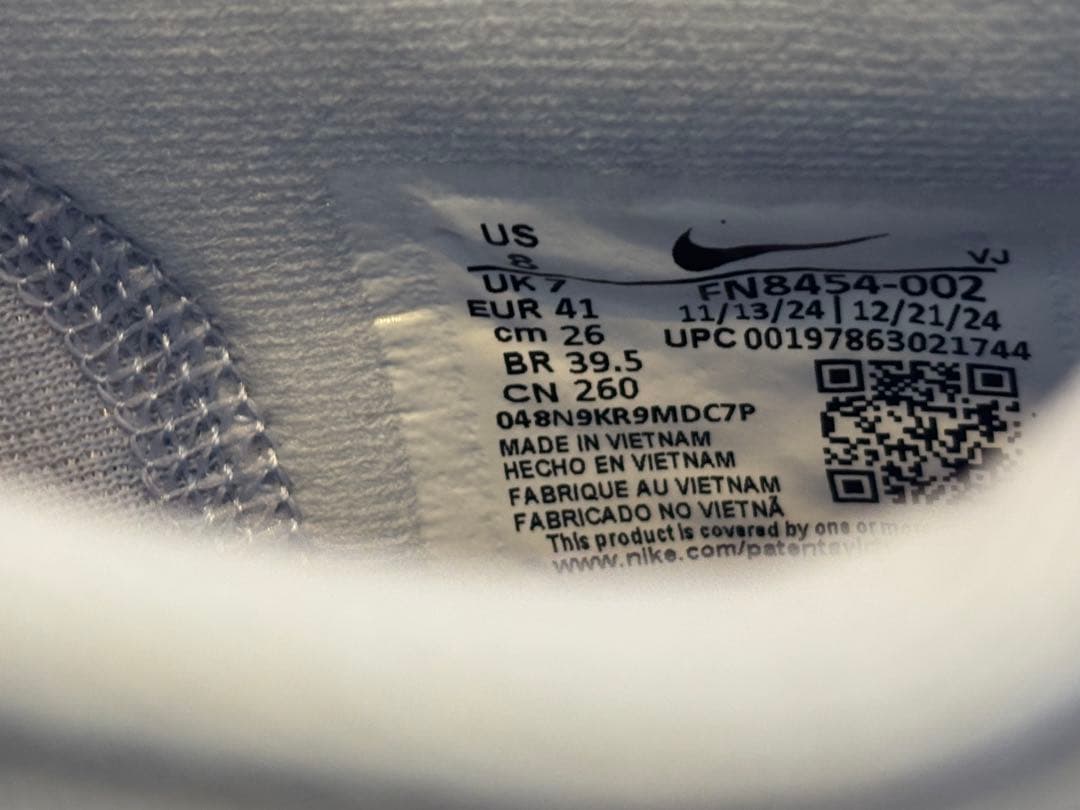 US
8
UK 7
EUR 41
cm 26
BR 39.5
CN 260
048N9KR9MDC7P
MADE IN VIETNAM
HECHO EN VIETNAM
FABRIQUE AU VIETNAM
FABRICADO NO VIETNÃ
This product is covered by one or more
www.nike.com/patents
VJ
FN8454-002
11/13/24 | 12/21/24
UPC 00197863021744